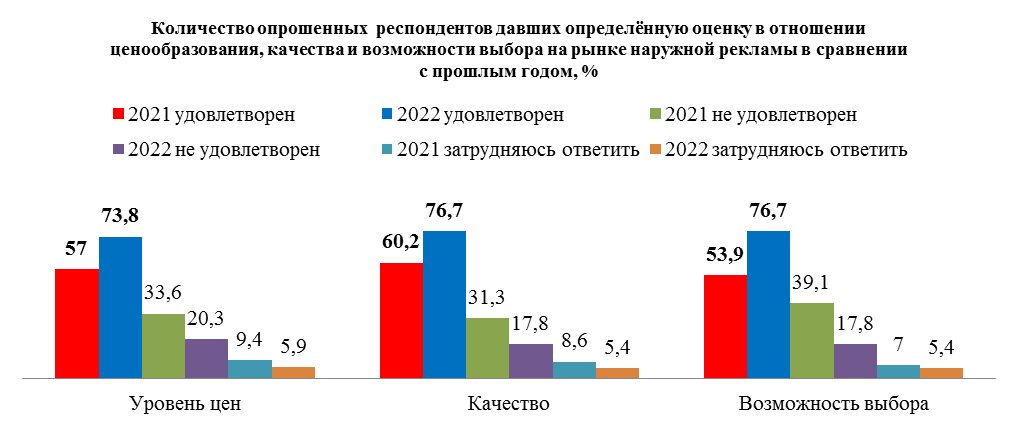 Количество опрошенных респондентов давших определённую оценку в отношении
ценообразования, качества и возможности выбора на рынке наружной рекламы в сравнении
с прошлым годом, %
2021 удовлетворен 2022 удовлетворен 2021 не удовлетворен
2022 не удовлетворен 2021 затрудняюсь ответить 2022 затрудняюсь ответить
57 73,8 33,6 20,3 9,4 5,9
60,2 76,7 31,3 17,8 8,6 5,4
53,9 76,7 39,1 17,8 7 5,4
Уровень цен Качество Возможность выбора